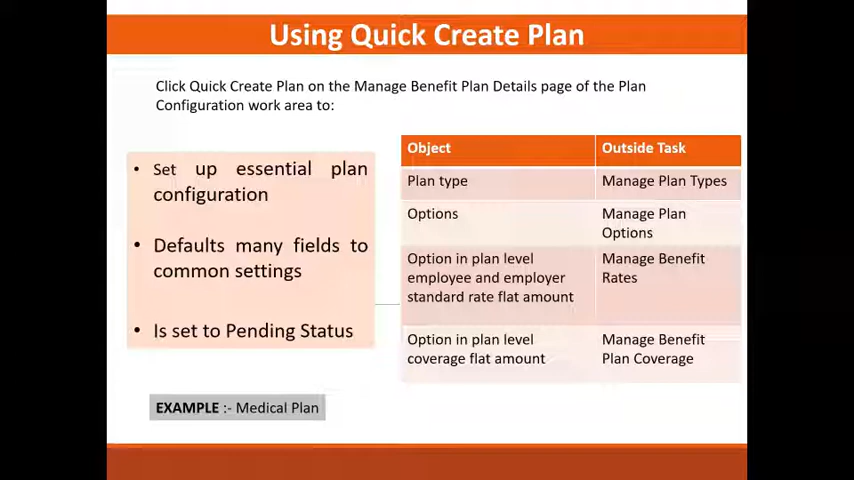 Using Quick Create Plan
Click Quick Create Plan on the Manage Benefit Plan Details page of the Plan
Configuration work area to:
• Set up essential plan
configuration
• Defaults many fields to
common settings
• Is set to Pending Status
Object Outside Task
Plan type Manage Plan Types
Options Manage Plan
Options
Option in plan level Manage Benefit
employee and employer Rates
standard rate flat amount
Option in plan level Manage Benefit
coverage flat amount Plan Coverage
EXAMPLE :- Medical Plan